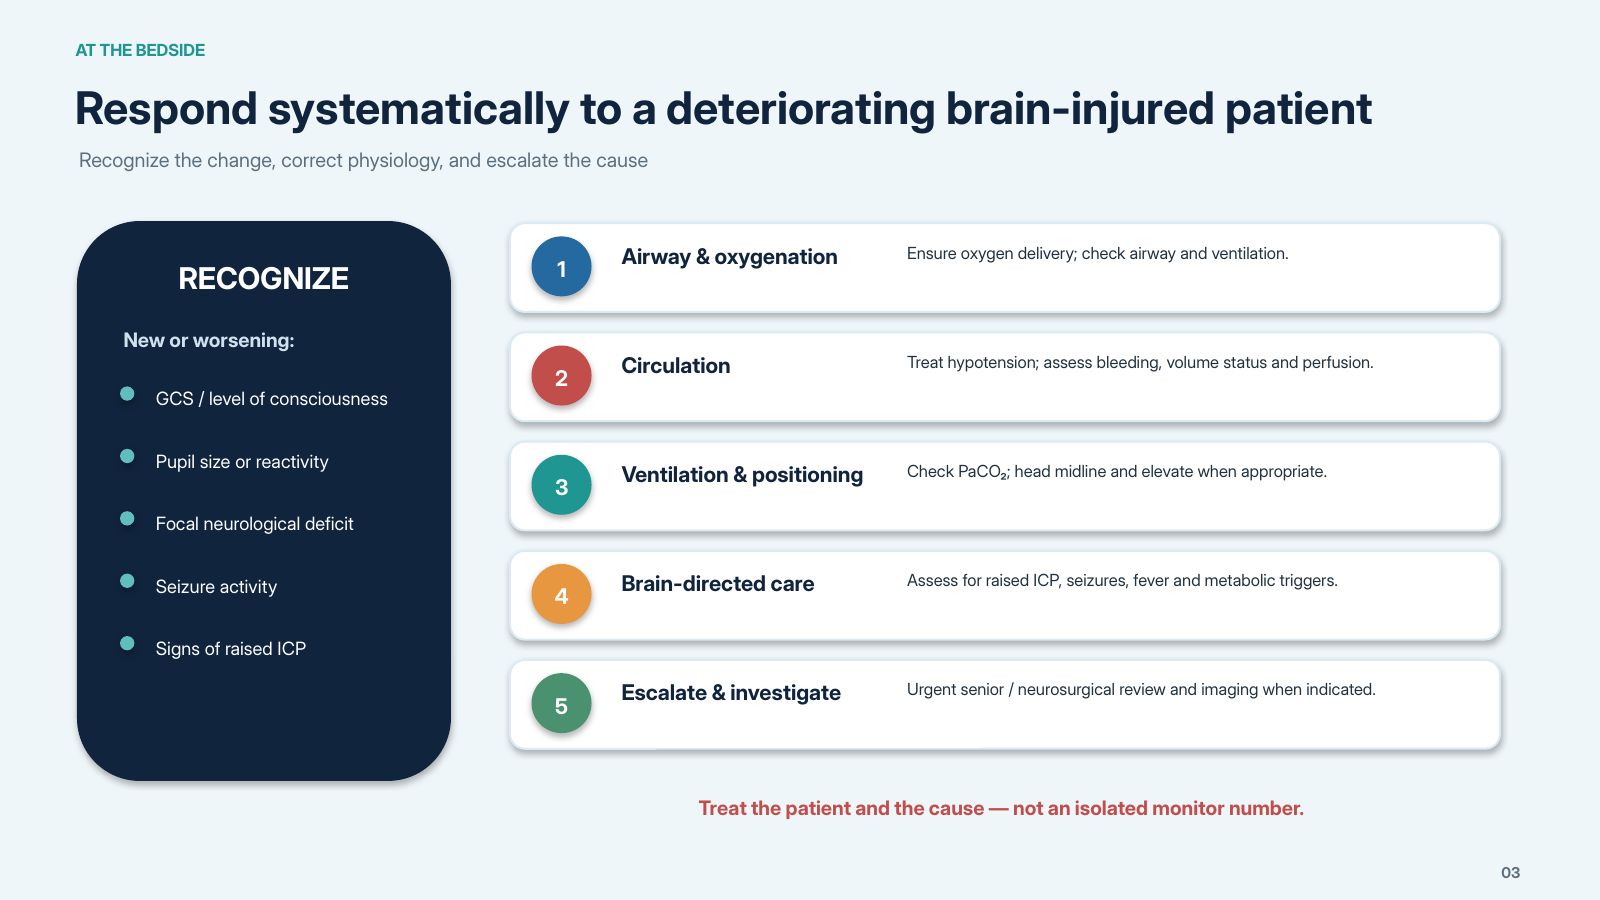 AT THE BEDSIDE
Respond systematically to a deteriorating brain-injured patient
Recognize the change, correct physiology, and escalate the cause
RECOGNIZE
New or worsening:
GCS / level of consciousness
Pupil size or reactivity
Focal neurological deficit
Seizure activity
Signs of raised ICP
1 Airway & oxygenation Ensure oxygen delivery; check airway and ventilation.
2 Circulation Treat hypotension; assess bleeding, volume status and perfusion.
3 Ventilation & positioning Check PaCO₂; head midline and elevate when appropriate.
4 Brain-directed care Assess for raised ICP, seizures, fever and metabolic triggers.
5 Escalate & investigate Urgent senior / neurosurgical review and imaging when indicated.
Treat the patient and the cause — not an isolated monitor number.
03